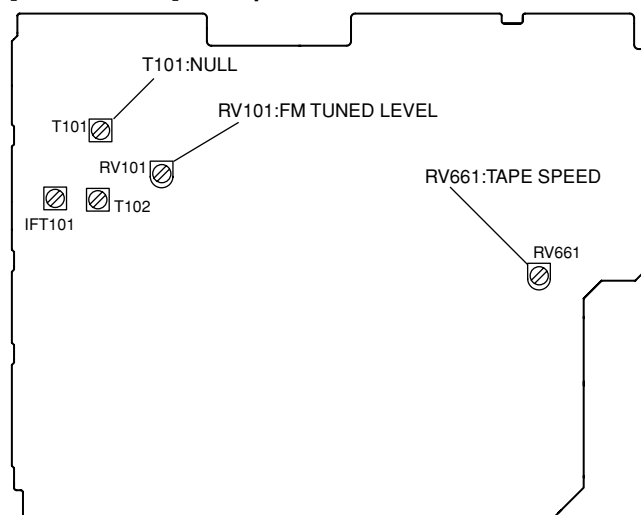 T101:NULL
T101
RV101:FM TUNED LEVEL
RV101
RV661:TAPE SPEED
IFT101
T102
RV661